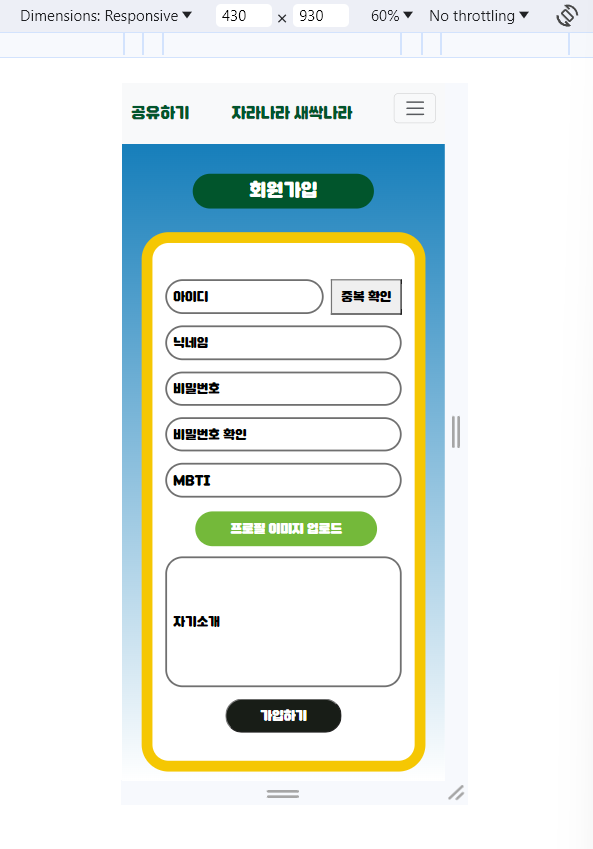 Dimensions: Responsive ▼ 430 × 930 60% ▼ No throttling ▼
공유하기 자라나라 새싹나라
회원가입
아이디 중복 확인
닉네임
비밀번호
비밀번호 확인
MBTI
프로필 이미지 업로드
자기소개
가입하기